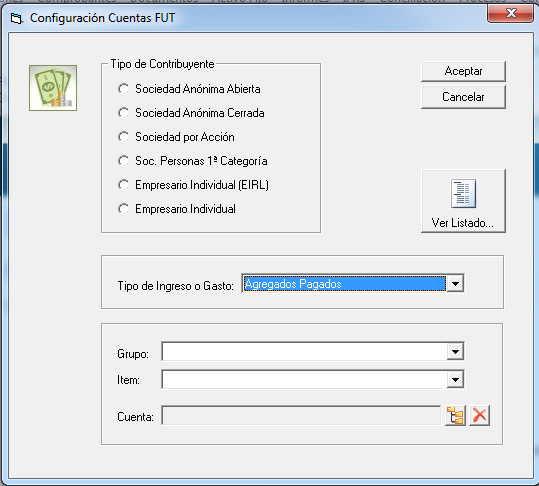 Configuración Cuentas FUT
Tipo de Contribuyente
Sociedad Anónima Abierta
Sociedad Anónima Cerrada
Sociedad por Acción
Soc. Personas 1ª Categoría
Empresario Individual (EIRL)
Empresario Individual
Aceptar
Cancelar
Ver Listado...
Tipo de Ingreso o Gasto: Agregados Pagados
Grupo:
Item:
Cuenta: